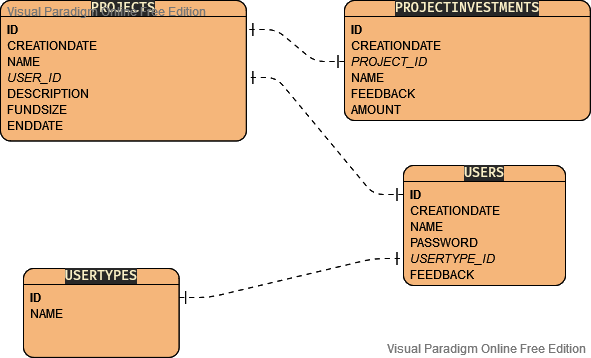 PROJECTS
Visual Paradigm Online Free Edition
ID
CREATIONDATE
NAME
USER_ID
DESCRIPTION
FUNDSIZE
ENDDATE
PROJECTINVESTMENTS
ID
CREATIONDATE
PROJECT_ID
NAME
FEEDBACK
AMOUNT
USERS
ID
CREATIONDATE
NAME
PASSWORD
USERTYPE_ID
FEEDBACK
USERTYPES
ID
NAME
Visual Paradigm Online Free Edition